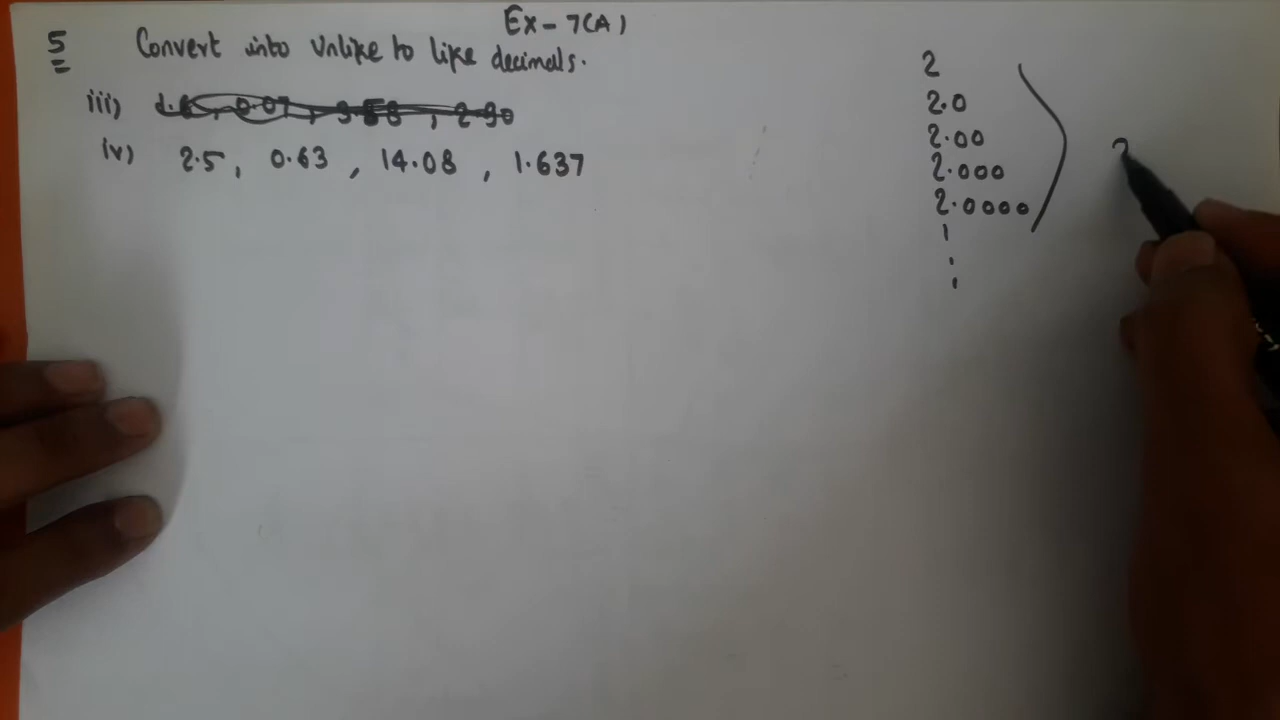 Ex - 7(A)
5 Convert into Unlike to like decimals.
iii)
iv) 2.5, 0.63, 14.08, 1.637
2
2.0
2.00
2.000
2.0000
2